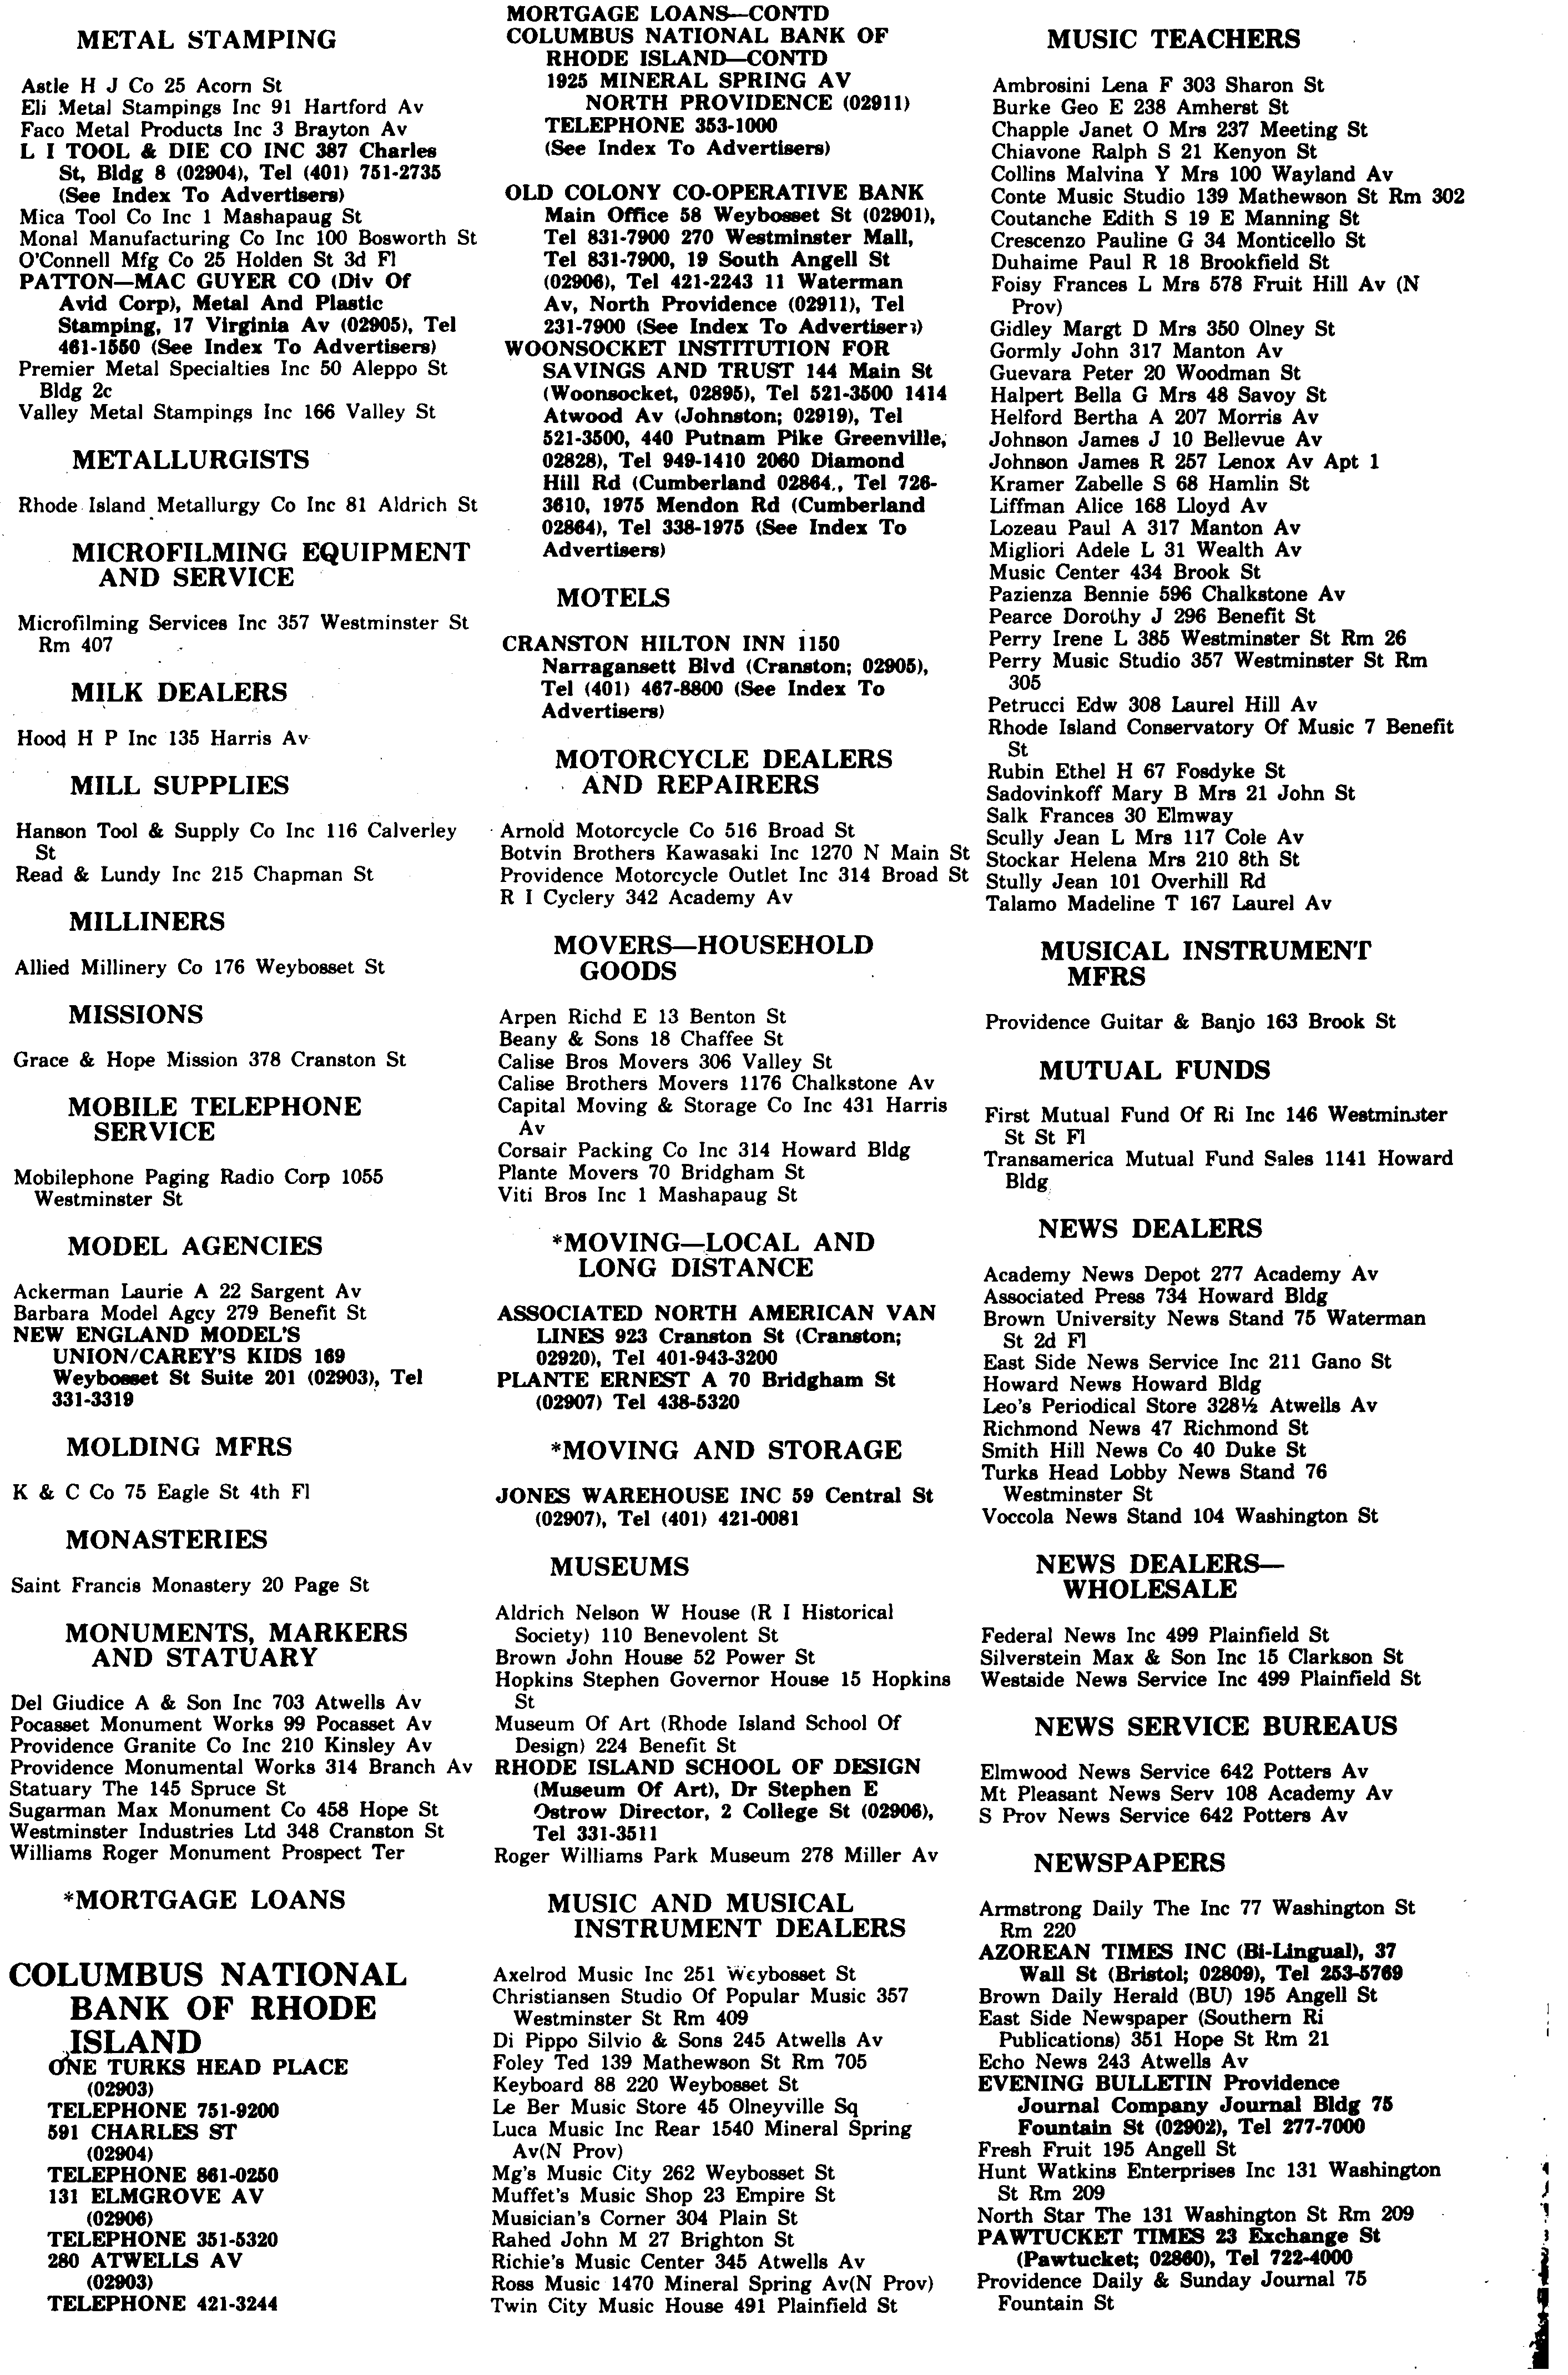 METAL STAMPING
Astle H J Co 25 Acorn St
Eli Metal Stampings Inc 91 Hartford Av
Faco Metal Products Inc 3 Brayton Av
L I TOOL & DIE CO INC 387 Charles
St, Bldg 8 (02904), Tel (401) 751-2735
(See Index To Advertisers)
Mica Tool Co Inc 1 Mashapaug St
Monal Manufacturing Co Inc 100 Bosworth St
O'Connell Mfg Co 25 Holden St 3d Fl
PATTON—MAC GUYER CO (Div Of
Avid Corp), Metal And Plastic
Stamping, 17 Virginia Av (02905), Tel
461-1550 (See Index To Advertisers)
Premier Metal Specialties Inc 50 Aleppo St
Bldg 2c
Valley Metal Stampings Inc 166 Valley St
METALLURGISTS
Rhode Island Metallurgy Co Inc 81 Aldrich St
MICROFILMING EQUIPMENT
AND SERVICE
Microfilming Services Inc 357 Westminster St
Rm 407
MILK DEALERS
Hood H P Inc 135 Harris Av
MILL SUPPLIES
Hanson Tool & Supply Co Inc 116 Calverley
St
Read & Lundy Inc 215 Chapman St
MILLINERS
Allied Millinery Co 176 Weybosset St
MISSIONS
Grace & Hope Mission 378 Cranston St
MOBILE TELEPHONE
SERVICE
Mobilephone Paging Radio Corp 1055
Westminster St
MODEL AGENCIES
Ackerman Laurie A 22 Sargent Av
Barbara Model Agcy 279 Benefit St
NEW ENGLAND MODEL'S
UNION/CAREY'S KIDS 169
Weybosset St Suite 201 (02903), Tel
331-3319
MOLDING MFRS
K & C Co 75 Eagle St 4th Fl
MONASTERIES
Saint Francis Monastery 20 Page St
MONUMENTS, MARKERS
AND STATUARY
Del Giudice A & Son Inc 703 Atwells Av
Pocasset Monument Works 99 Pocasset Av
Providence Granite Co Inc 210 Kinsley Av
Providence Monumental Works 314 Branch Av
Statuary The 145 Spruce St
Sugarman Max Monument Co 458 Hope St
Westminster Industries Ltd 348 Cranston St
Williams Roger Monument Prospect Ter
*MORTGAGE LOANS
COLUMBUS NATIONAL
BANK OF RHODE
ISLAND
ONE TURKS HEAD PLACE
(02903)
TELEPHONE 751-9200
591 CHARLES ST
(02904)
TELEPHONE 861-0250
131 ELMGROVE AV
(02906)
TELEPHONE 351-5320
280 ATWELLS AV
(02903)
TELEPHONE 421-3244
MORTGAGE LOANS—CONTD
COLUMBUS NATIONAL BANK OF
RHODE ISLAND—CONTD
1925 MINERAL SPRING AV
NORTH PROVIDENCE (02911)
TELEPHONE 353-1000
(See Index To Advertisers)
OLD COLONY CO-OPERATIVE BANK
Main Office 58 Weybosset St (02901),
Tel 831-7900 270 Westminster Mall,
Tel 831-7900, 19 South Angell St
(02906), Tel 421-2243 11 Waterman
Av, North Providence (02911), Tel
231-7900 (See Index To Advertisers)
WOONSOCKET INSTITUTION FOR
SAVINGS AND TRUST 144 Main St
(Woonsocket, 02895), Tel 521-3500 1414
Atwood Av (Johnston; 02919), Tel
521-3500, 440 Putnam Pike Greenville,
02828), Tel 949-1410 2060 Diamond
Hill Rd (Cumberland 02864., Tel 726-
3610, 1975 Mendon Rd (Cumberland
02864), Tel 338-1975 (See Index To
Advertisers)
MOTELS
CRANSTON HILTON INN 1150
Narragansett Blvd (Cranston; 02905),
Tel (401) 467-8800 (See Index To
Advertisers)
MOTORCYCLE DEALERS
AND REPAIRERS
Arnold Motorcycle Co 516 Broad St
Botvin Brothers Kawasaki Inc 1270 N Main St
Providence Motorcycle Outlet Inc 314 Broad St
R I Cyclery 342 Academy Av
MOVERS—HOUSEHOLD
GOODS
Arpen Richd E 13 Benton St
Beany & Sons 18 Chaffee St
Calise Bros Movers 306 Valley St
Calise Brothers Movers 1176 Chalkstone Av
Capital Moving & Storage Co Inc 431 Harris
Av
Corsair Packing Co Inc 314 Howard Bldg
Plante Movers 70 Bridgham St
Viti Bros Inc 1 Mashapaug St
*MOVING—LOCAL AND
LONG DISTANCE
ASSOCIATED NORTH AMERICAN VAN
LINES 923 Cranston St (Cranston;
02920), Tel 401-943-3200
PLANTE ERNEST A 70 Bridgham St
(02907) Tel 438-5320
*MOVING AND STORAGE
JONES WAREHOUSE INC 59 Central St
(02907), Tel (401) 421-0081
MUSEUMS
Aldrich Nelson W House (R I Historical
Society) 110 Benevolent St
Brown John House 52 Power St
Hopkins Stephen Governor House 15 Hopkins
St
Museum Of Art (Rhode Island School Of
Design) 224 Benefit St
RHODE ISLAND SCHOOL OF DESIGN
(Museum Of Art), Dr Stephen E
Ostrow Director, 2 College St (02906),
Tel 331-3511
Roger Williams Park Museum 278 Miller Av
MUSIC AND MUSICAL
INSTRUMENT DEALERS
Axelrod Music Inc 251 Weybosset St
Christiansen Studio Of Popular Music 357
Westminster St Rm 409
Di Pippo Silvio & Sons 245 Atwells Av
Foley Ted 139 Mathewson St Rm 705
Keyboard 88 220 Weybosset St
Le Ber Music Store 45 Olneyville Sq
Luca Music Inc Rear 1540 Mineral Spring
Av(N Prov)
Mg's Music City 262 Weybosset St
Muffet's Music Shop 23 Empire St
Musician's Corner 304 Plain St
Rahed John M 27 Brighton St
Richie's Music Center 345 Atwells Av
Ross Music 1470 Mineral Spring Av(N Prov)
Twin City Music House 491 Plainfield St
MUSIC TEACHERS
Ambrosini Lena F 303 Sharon St
Burke Geo E 238 Amherst St
Chapple Janet O Mrs 237 Meeting St
Chiavone Ralph S 21 Kenyon St
Collins Malvina Y Mrs 100 Wayland Av
Conte Music Studio 139 Mathewson St Rm 302
Coutanche Edith S 19 E Manning St
Crescenzo Pauline G 34 Monticello St
Duhaime Paul R 18 Brookfield St
Foisy Frances L Mrs 578 Fruit Hill Av (N
Prov)
Gidley Margt D Mrs 350 Olney St
Gormly John 317 Manton Av
Guevara Peter 20 Woodman St
Halpert Bella G Mrs 48 Savoy St
Helford Bertha A 207 Morris Av
Johnson James J 10 Bellevue Av
Johnson James R 257 Lenox Av Apt 1
Kramer Zabelle S 68 Hamlin St
Liffman Alice 168 Lloyd Av
Lozeau Paul A 317 Manton Av
Migliori Adele L 31 Wealth Av
Music Center 434 Brook St
Pazienza Bennie 596 Chalkstone Av
Pearce Dorothy J 296 Benefit St
Perry Irene L 385 Westminster St Rm 26
Perry Music Studio 357 Westminster St Rm
305
Petrucci Edw 308 Laurel Hill Av
Rhode Island Conservatory Of Music 7 Benefit
St
Rubin Ethel H 67 Fosdyke St
Sadovinkoff Mary B Mrs 21 John St
Salk Frances 30 Elmway
Scully Jean L Mrs 117 Cole Av
Stockar Helena Mrs 210 8th St
Stully Jean 101 Overhill Rd
Talamo Madeline T 167 Laurel Av
MUSICAL INSTRUMENT
MFRS
Providence Guitar & Banjo 163 Brook St
MUTUAL FUNDS
First Mutual Fund Of Ri Inc 146 Westminster
St St Fl
Transamerica Mutual Fund Sales 1141 Howard
Bldg
NEWS DEALERS
Academy News Depot 277 Academy Av
Associated Press 734 Howard Bldg
Brown University News Stand 75 Waterman
St 2d Fl
East Side News Service Inc 211 Gano St
Howard News Howard Bldg
Leo's Periodical Store 328½ Atwells Av
Richmond News 47 Richmond St
Smith Hill News Co 40 Duke St
Turks Head Lobby News Stand 76
Westminster St
Voccola News Stand 104 Washington St
NEWS DEALERS—
WHOLESALE
Federal News Inc 499 Plainfield St
Silverstein Max & Son Inc 15 Clarkson St
Westside News Service Inc 499 Plainfield St
NEWS SERVICE BUREAUS
Elmwood News Service 642 Potters Av
Mt Pleasant News Serv 108 Academy Av
S Prov News Service 642 Potters Av
NEWSPAPERS
Armstrong Daily The Inc 77 Washington St
Rm 220
AZOREAN TIMES INC (Bi-Lingual), 37
Wall St (Bristol; 02809), Tel 253-5769
Brown Daily Herald (BU) 195 Angell St
East Side Newspaper (Southern Ri
Publications) 351 Hope St Rm 21
Echo News 243 Atwells Av
EVENING BULLETIN Providence
Journal Company Journal Bldg 75
Fountain St (02902), Tel 277-7000
Fresh Fruit 195 Angell St
Hunt Watkins Enterprises Inc 131 Washington
St Rm 209
North Star The 131 Washington St Rm 209
PAWTUCKET TIMES 23 Exchange St
(Pawtucket; 02860), Tel 722-4000
Providence Daily & Sunday Journal 75
Fountain St